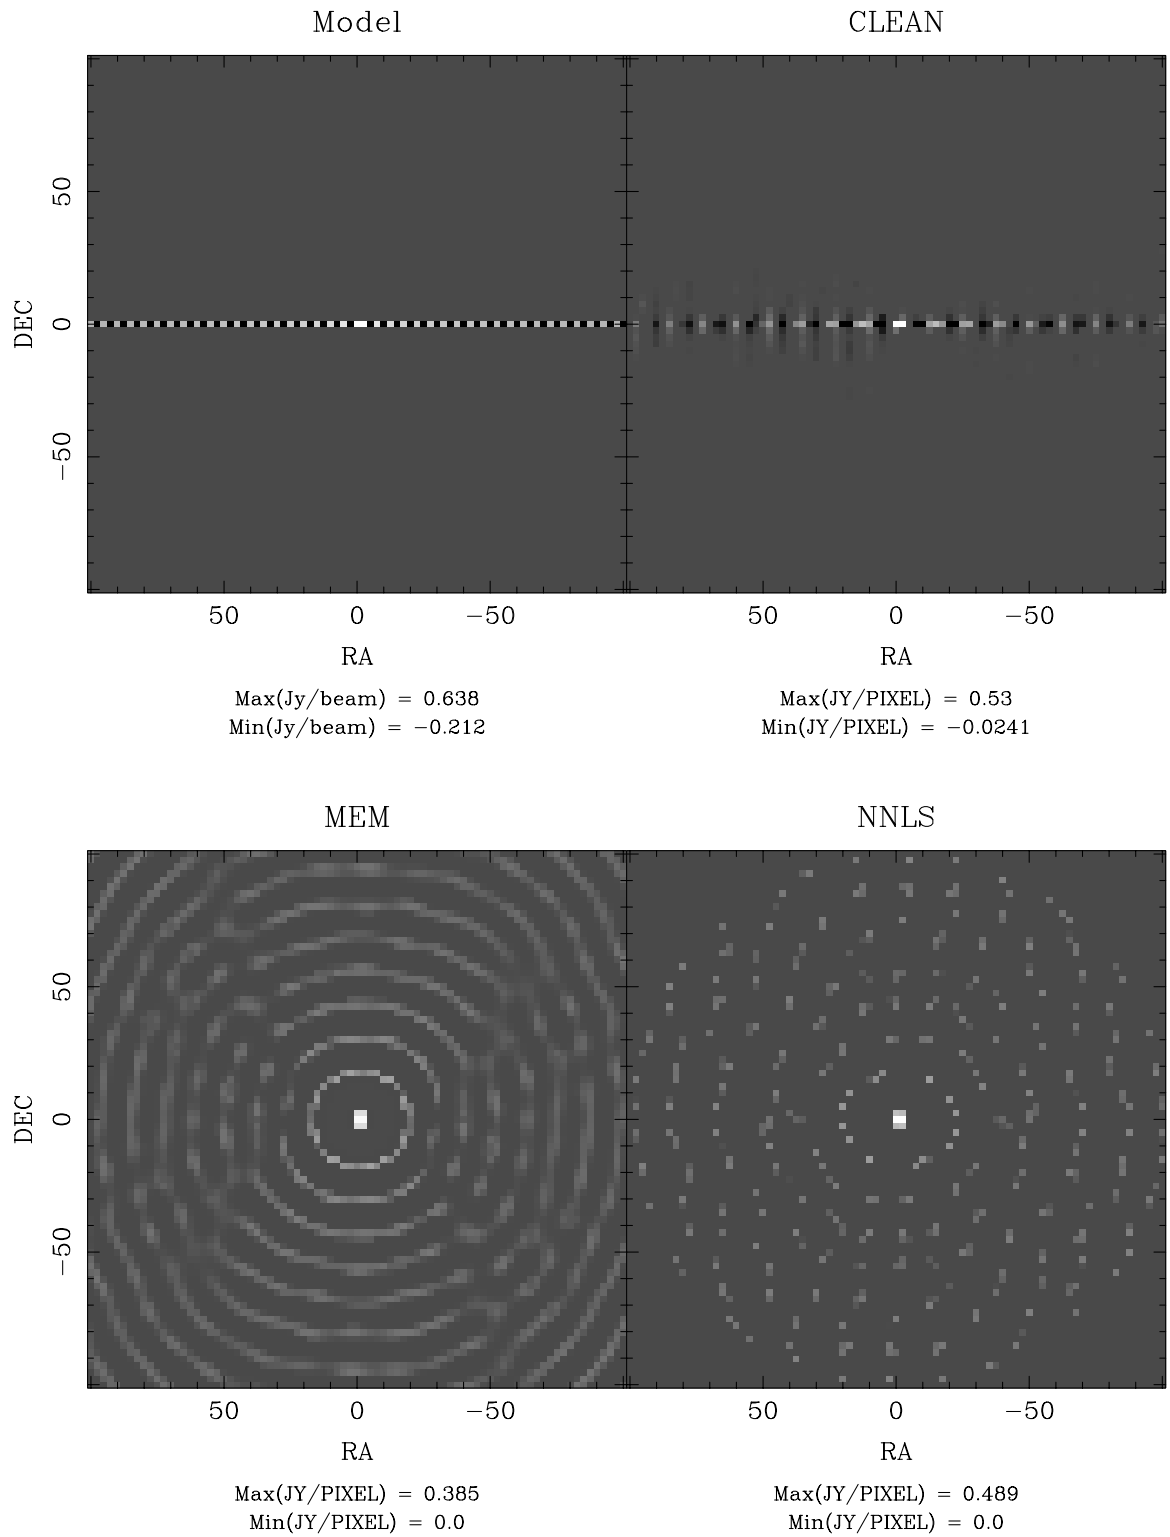 Model CLEAN
50
0
−50
DEC
50 0 −50 50 0 −50
RA RA
Max(Jy/beam) = 0.638 Max(JY/PIXEL) = 0.53
Min(Jy/beam) = −0.212 Min(JY/PIXEL) = −0.0241
MEM NNLS
50
0
−50
DEC
50 0 −50 50 0 −50
RA RA
Max(JY/PIXEL) = 0.385 Max(JY/PIXEL) = 0.489
Min(JY/PIXEL) = 0.0 Min(JY/PIXEL) = 0.0